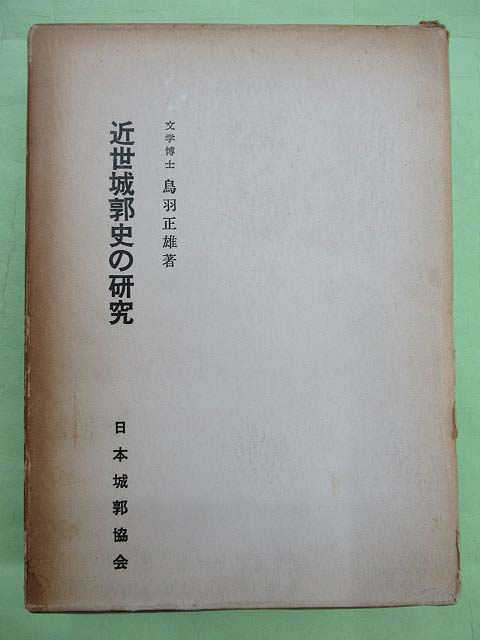 文学博士 鳥羽正雄著
近世城郭史の研究
日本城郭協会